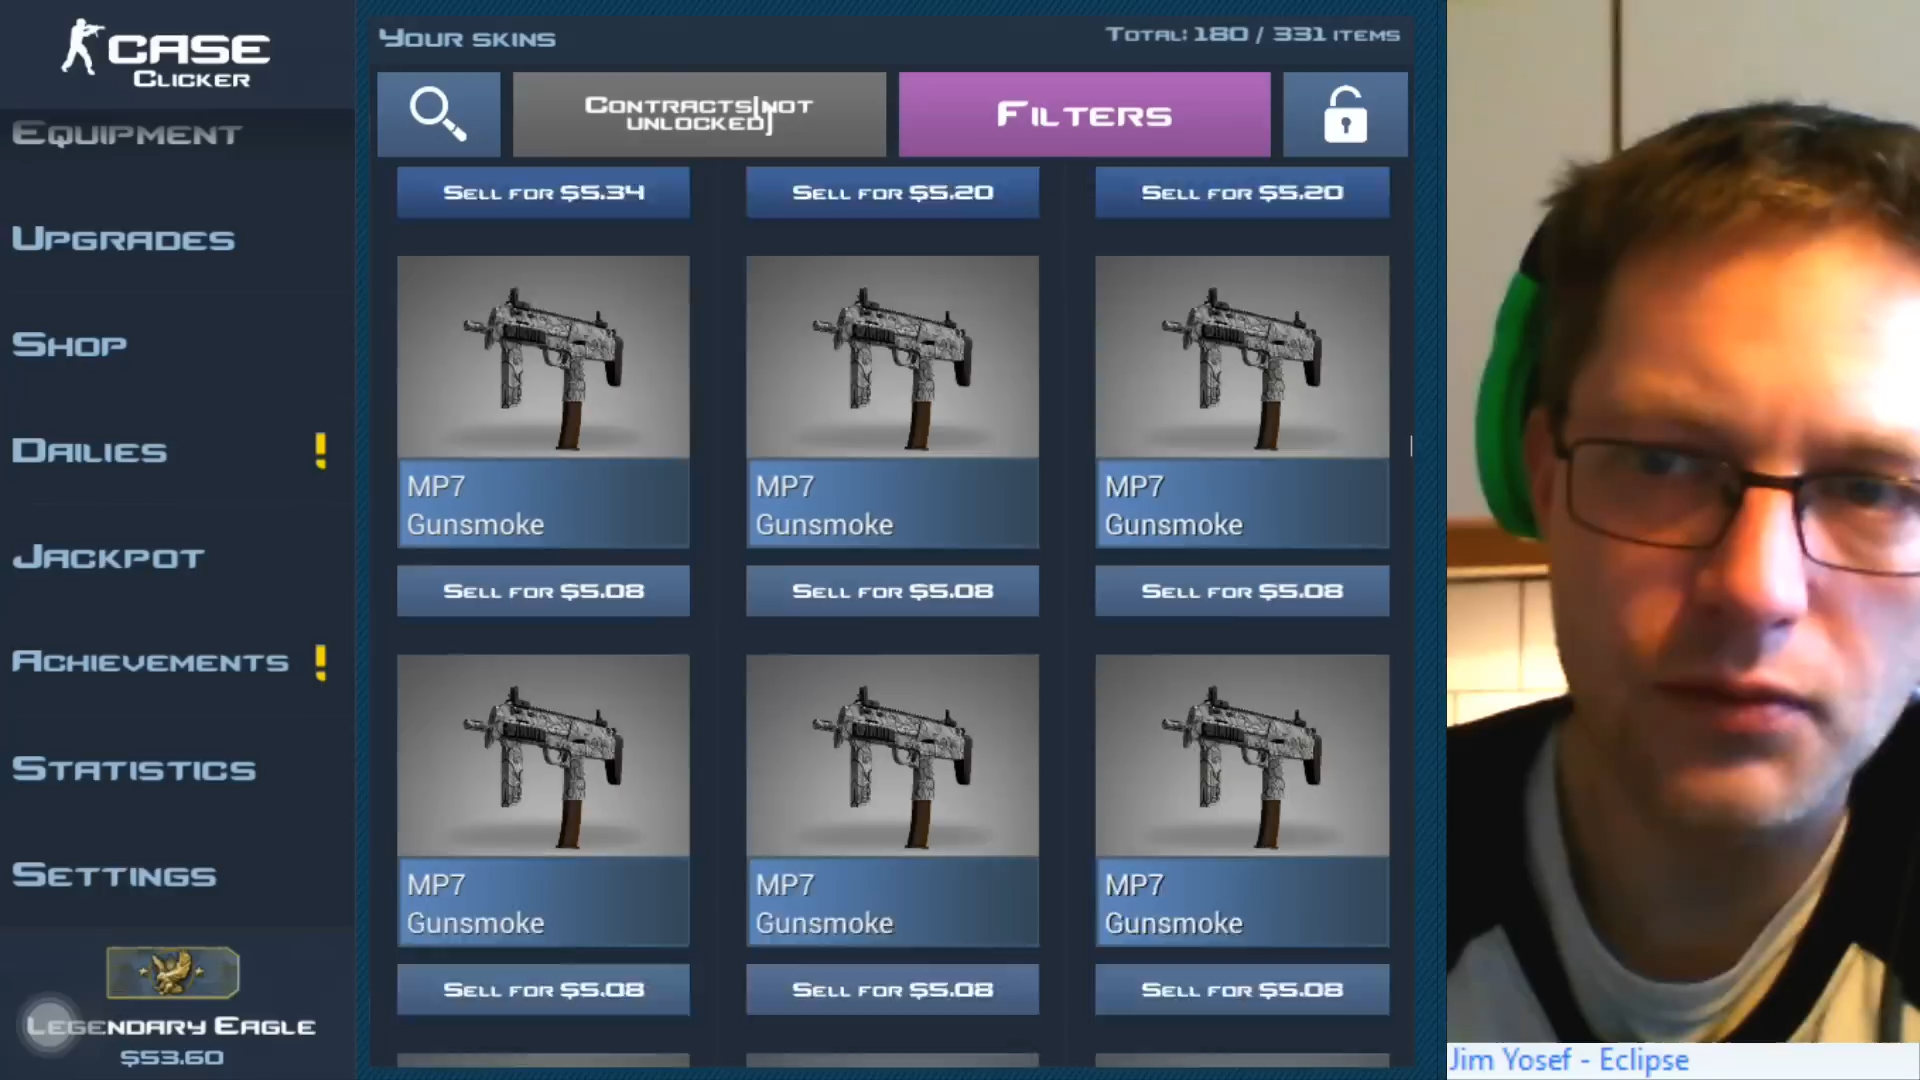 CASE
CLICKER
EQUIPMENT
UPGRADES
SHOP
DAILIES !
JACKPOT
ACHIEVEMENTS !
STATISTICS
SETTINGS
LEGENDARY EAGLE
$53.60
YOUR SKINS
TOTAL: 180 / 331 ITEMS
CONTRACTS[NOT
UNLOCKED]
FILTERS
SELL FOR $5.34
SELL FOR $5.20
SELL FOR $5.20
MP7
Gunsmoke
MP7
Gunsmoke
MP7
Gunsmoke
SELL FOR $5.08
SELL FOR $5.08
SELL FOR $5.08
MP7
Gunsmoke
MP7
Gunsmoke
MP7
Gunsmoke
SELL FOR $5.08
SELL FOR $5.08
SELL FOR $5.08
Jim Yosef - Eclipse